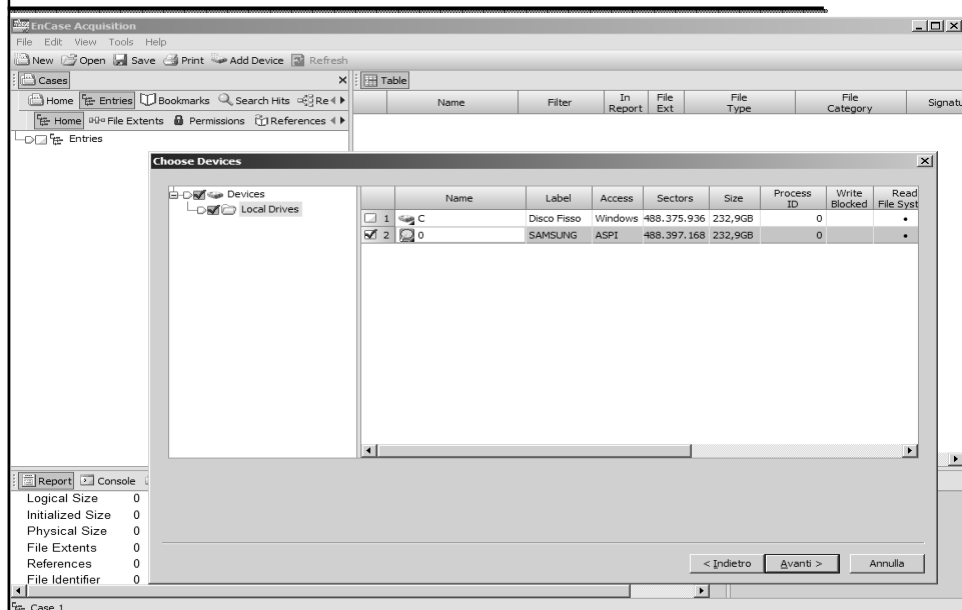 EnCase Acquisition
File Edit View Tools Help
New Open Save Print Add Device Refresh
Cases
Table
Home Entries Bookmarks Search Hits Re
Home File Extents Permissions References
Entries
Name Filter In Report File Ext File Type File Category Signatu
Choose Devices
Devices
Local Drives
Name Label Access Sectors Size Process ID Write Blocked Read File Syst
1 C Disco Fisso Windows 488.375.936 232,9GB 0 •
2 0 SAMSUNG ASPI 488.397.168 232,9GB 0 •
Report Console
Logical Size 0
Initialized Size 0
Physical Size 0
File Extents 0
References 0
File Identifier 0
< Indietro Avanti > Annulla
Case 1